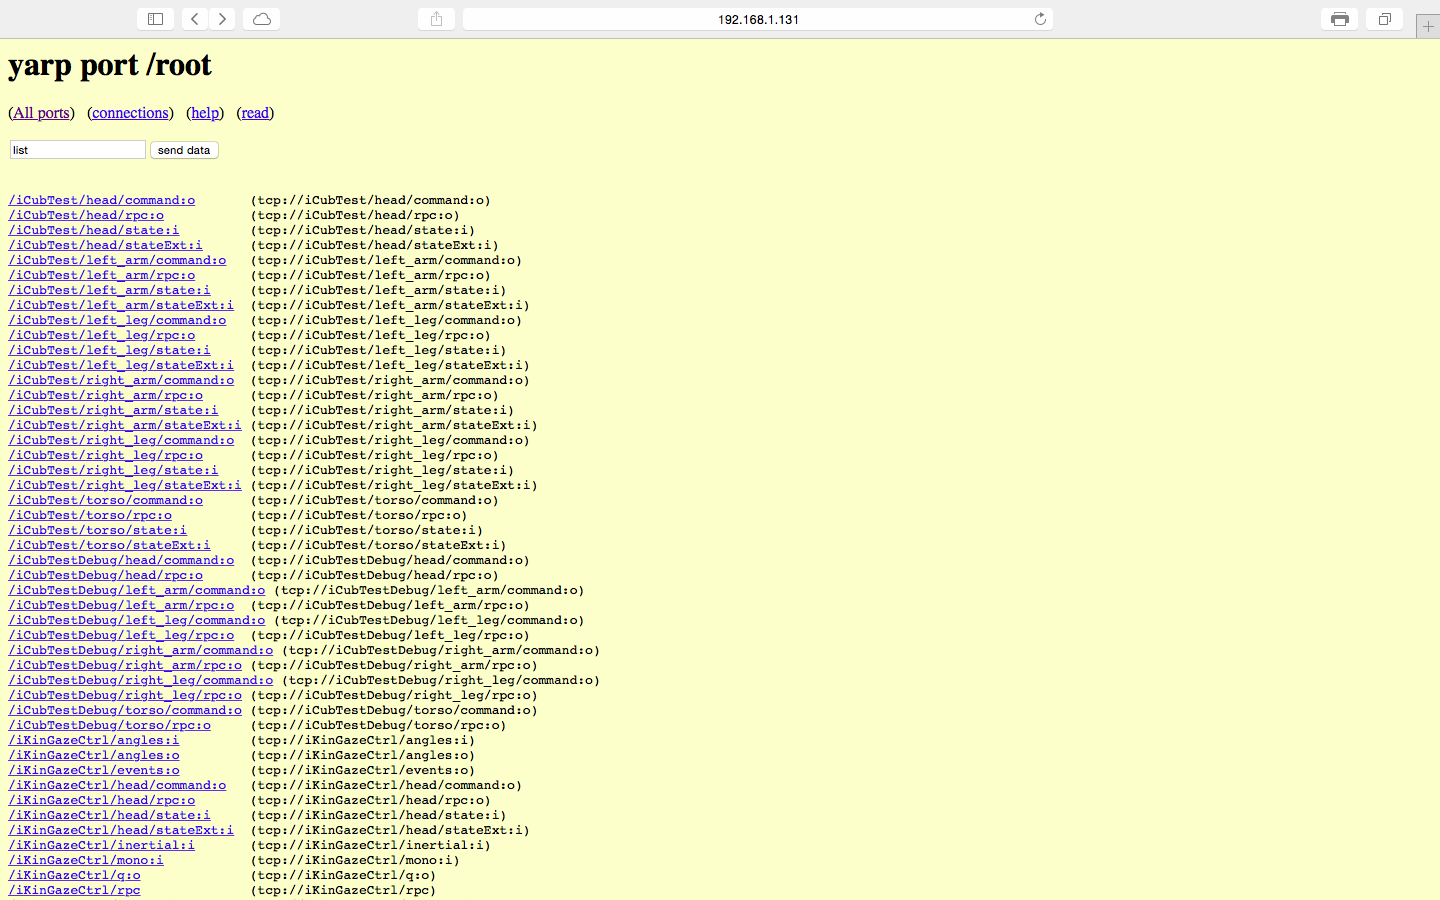 192.168.1.131
yarp port /root
(All ports) (connections) (help) (read)
list send data
/iCubTest/head/command:o (tcp://iCubTest/head/command:o)
/iCubTest/head/rpc:o (tcp://iCubTest/head/rpc:o)
/iCubTest/head/state:i (tcp://iCubTest/head/state:i)
/iCubTest/head/stateExt:i (tcp://iCubTest/head/stateExt:i)
/iCubTest/left_arm/command:o (tcp://iCubTest/left_arm/command:o)
/iCubTest/left_arm/rpc:o (tcp://iCubTest/left_arm/rpc:o)
/iCubTest/left_arm/state:i (tcp://iCubTest/left_arm/state:i)
/iCubTest/left_arm/stateExt:i (tcp://iCubTest/left_arm/stateExt:i)
/iCubTest/left_leg/command:o (tcp://iCubTest/left_leg/command:o)
/iCubTest/left_leg/rpc:o (tcp://iCubTest/left_leg/rpc:o)
/iCubTest/left_leg/state:i (tcp://iCubTest/left_leg/state:i)
/iCubTest/left_leg/stateExt:i (tcp://iCubTest/left_leg/stateExt:i)
/iCubTest/right_arm/command:o (tcp://iCubTest/right_arm/command:o)
/iCubTest/right_arm/rpc:o (tcp://iCubTest/right_arm/rpc:o)
/iCubTest/right_arm/state:i (tcp://iCubTest/right_arm/state:i)
/iCubTest/right_arm/stateExt:i (tcp://iCubTest/right_arm/stateExt:i)
/iCubTest/right_leg/command:o (tcp://iCubTest/right_leg/command:o)
/iCubTest/right_leg/rpc:o (tcp://iCubTest/right_leg/rpc:o)
/iCubTest/right_leg/state:i (tcp://iCubTest/right_leg/state:i)
/iCubTest/right_leg/stateExt:i (tcp://iCubTest/right_leg/stateExt:i)
/iCubTest/torso/command:o (tcp://iCubTest/torso/command:o)
/iCubTest/torso/rpc:o (tcp://iCubTest/torso/rpc:o)
/iCubTest/torso/state:i (tcp://iCubTest/torso/state:i)
/iCubTest/torso/stateExt:i (tcp://iCubTest/torso/stateExt:i)
/iCubTestDebug/head/command:o (tcp://iCubTestDebug/head/command:o)
/iCubTestDebug/head/rpc:o (tcp://iCubTestDebug/head/rpc:o)
/iCubTestDebug/left_arm/command:o (tcp://iCubTestDebug/left_arm/command:o)
/iCubTestDebug/left_arm/rpc:o (tcp://iCubTestDebug/left_arm/rpc:o)
/iCubTestDebug/left_leg/command:o (tcp://iCubTestDebug/left_leg/command:o)
/iCubTestDebug/left_leg/rpc:o (tcp://iCubTestDebug/left_leg/rpc:o)
/iCubTestDebug/right_arm/command:o (tcp://iCubTestDebug/right_arm/command:o)
/iCubTestDebug/right_arm/rpc:o (tcp://iCubTestDebug/right_arm/rpc:o)
/iCubTestDebug/right_leg/command:o (tcp://iCubTestDebug/right_leg/command:o)
/iCubTestDebug/right_leg/rpc:o (tcp://iCubTestDebug/right_leg/rpc:o)
/iCubTestDebug/torso/command:o (tcp://iCubTestDebug/torso/command:o)
/iCubTestDebug/torso/rpc:o (tcp://iCubTestDebug/torso/rpc:o)
/iKinGazeCtrl/angles:i (tcp://iKinGazeCtrl/angles:i)
/iKinGazeCtrl/angles:o (tcp://iKinGazeCtrl/angles:o)
/iKinGazeCtrl/events:o (tcp://iKinGazeCtrl/events:o)
/iKinGazeCtrl/head/command:o (tcp://iKinGazeCtrl/head/command:o)
/iKinGazeCtrl/head/rpc:o (tcp://iKinGazeCtrl/head/rpc:o)
/iKinGazeCtrl/head/state:i (tcp://iKinGazeCtrl/head/state:i)
/iKinGazeCtrl/head/stateExt:i (tcp://iKinGazeCtrl/head/stateExt:i)
/iKinGazeCtrl/inertial:i (tcp://iKinGazeCtrl/inertial:i)
/iKinGazeCtrl/mono:i (tcp://iKinGazeCtrl/mono:i)
/iKinGazeCtrl/q:o (tcp://iKinGazeCtrl/q:o)
/iKinGazeCtrl/rpc (tcp://iKinGazeCtrl/rpc)